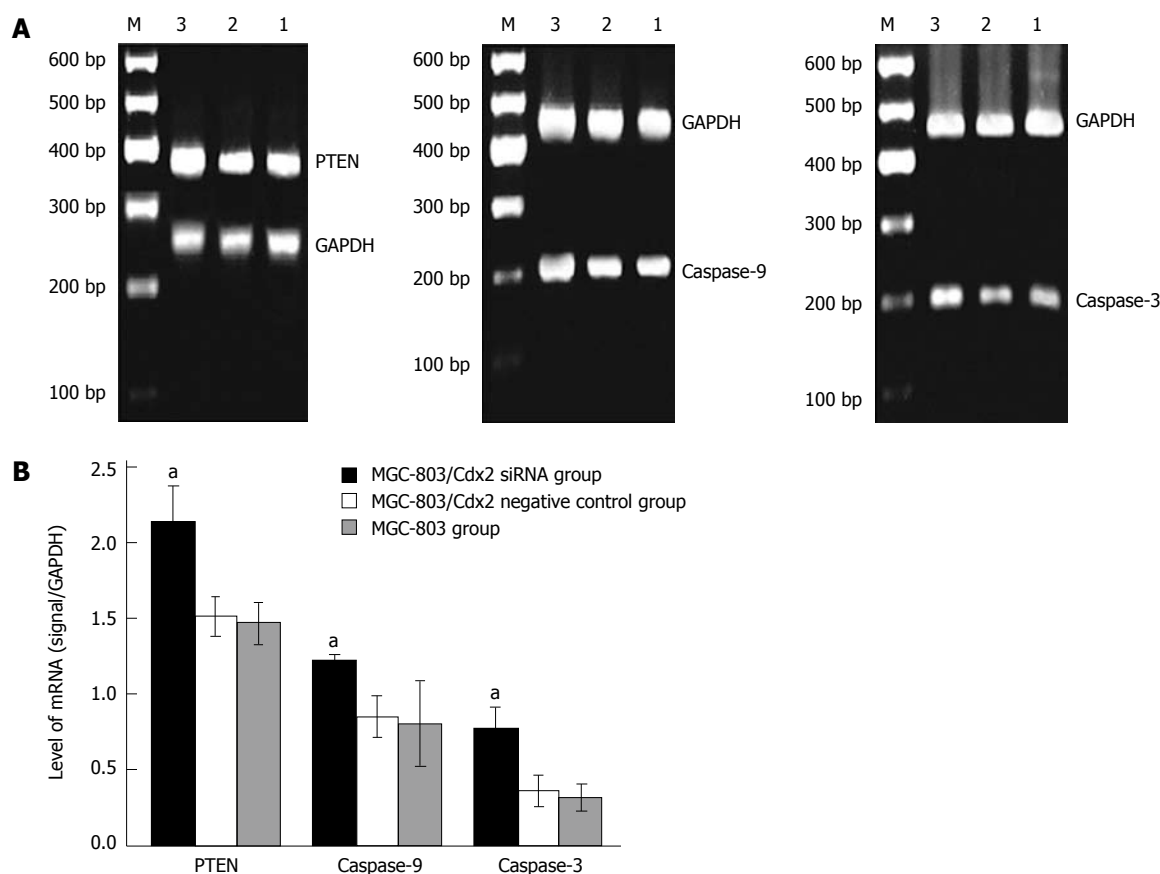 A
M 3 2 1
600 bp
500 bp
400 bp
300 bp
200 bp
100 bp
PTEN
GAPDH
M 3 2 1
600 bp
500 bp
400 bp
300 bp
200 bp
100 bp
GAPDH
Caspase-9
M 3 2 1
600 bp
500 bp
400 bp
300 bp
200 bp
100 bp
GAPDH
Caspase-3
B
Level of mRNA (signal/GAPDH)
2.5
2.0
1.5
1.0
0.5
0.0
a
a
a
MGC-803/Cdx2 siRNA group
MGC-803/Cdx2 negative control group
MGC-803 group
PTEN Caspase-9 Caspase-3